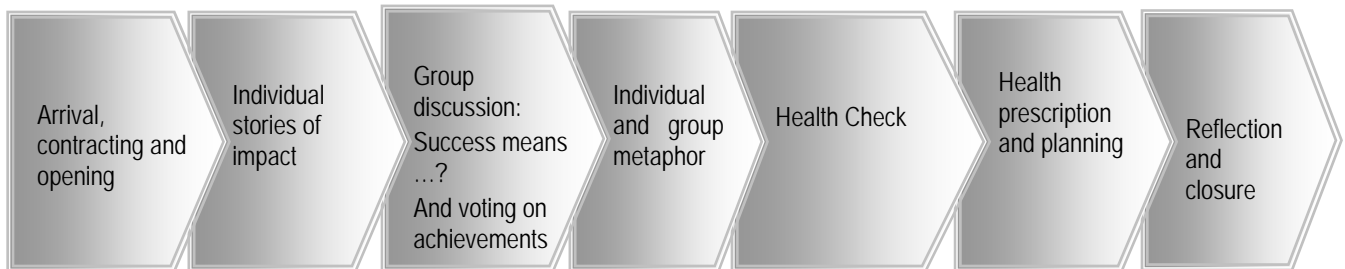 Arrival,
contracting and
opening
Individual
stories of
impact
Group
discussion:
Success means
…?
And voting on
achievements
Individual
and group
metaphor
Health Check
Health
prescription
and planning
Reflection
and
closure